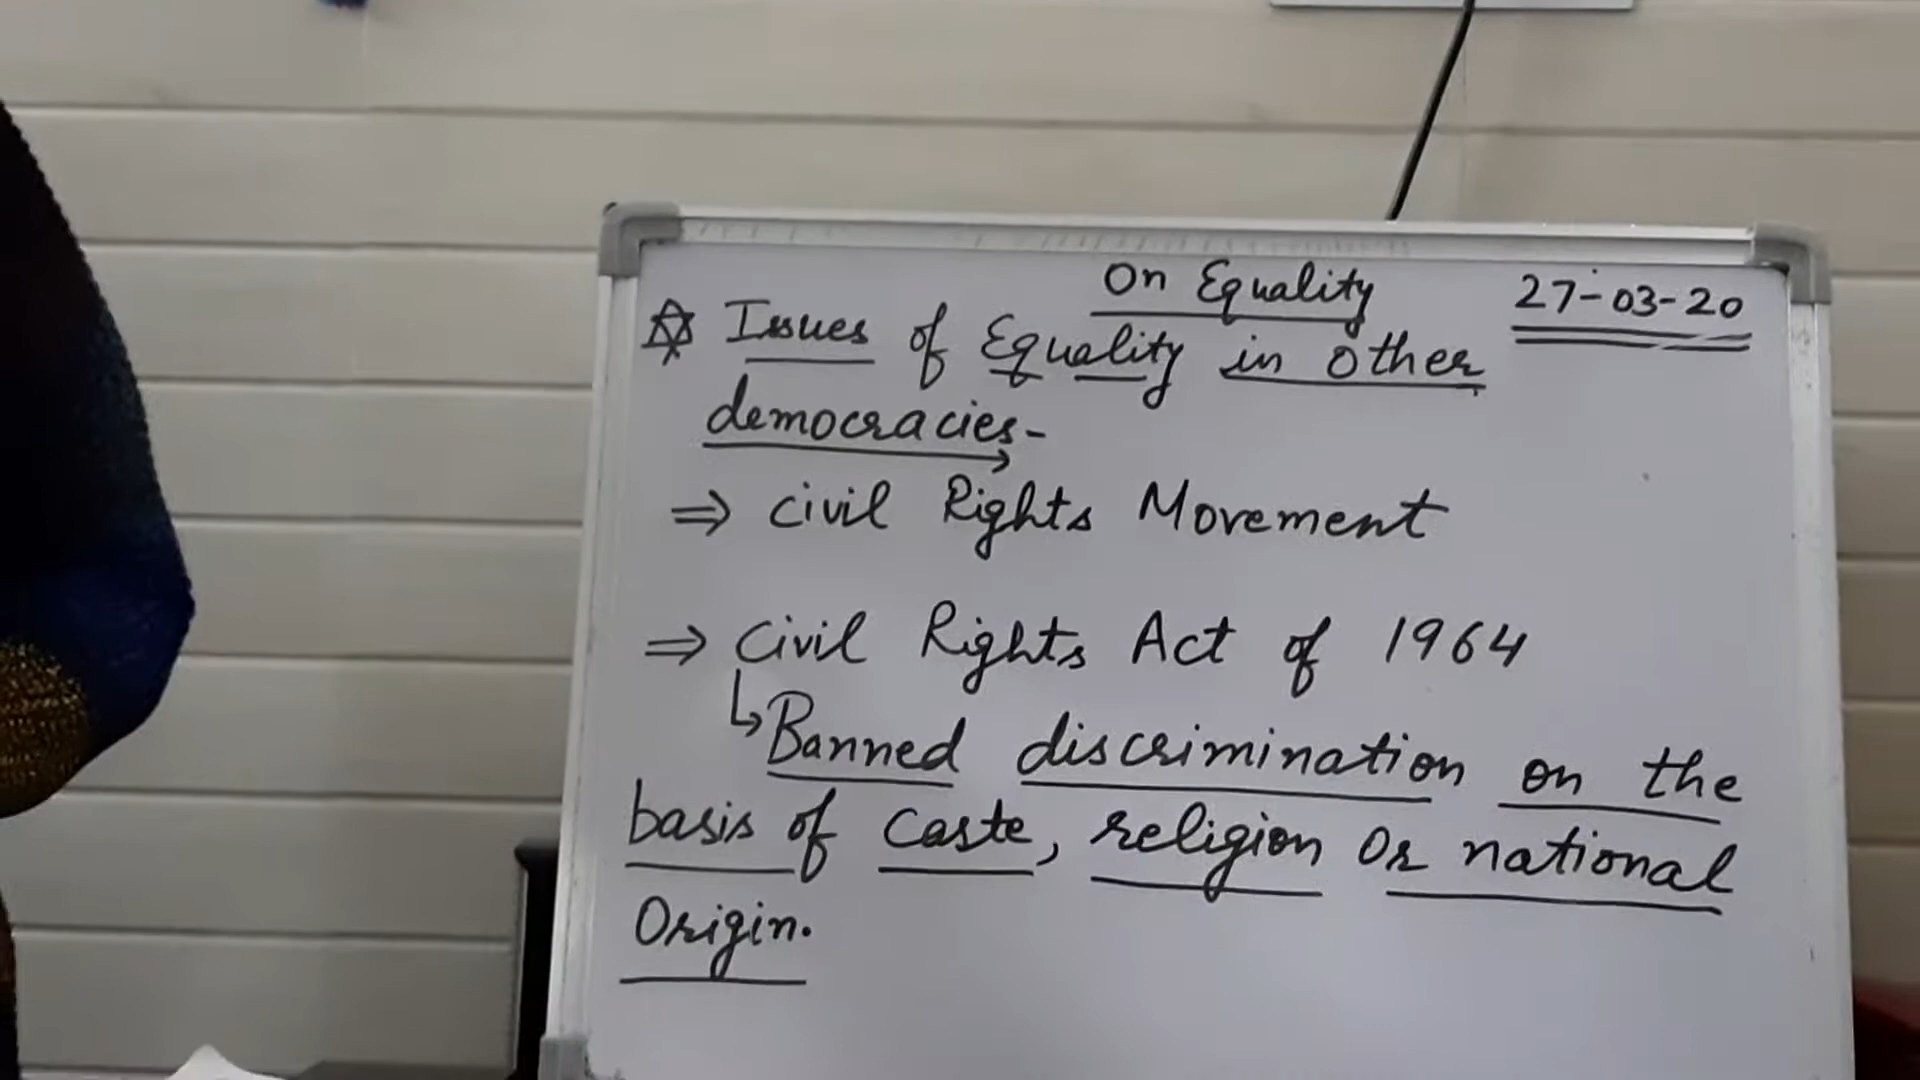 On Equality
27-03-20
Issues of Equality in other
democracies-
⇒ Civil Rights Movement
⇒ Civil Rights Act of 1964
↳ Banned discrimination on the
basis of Caste, religion or national
Origin.